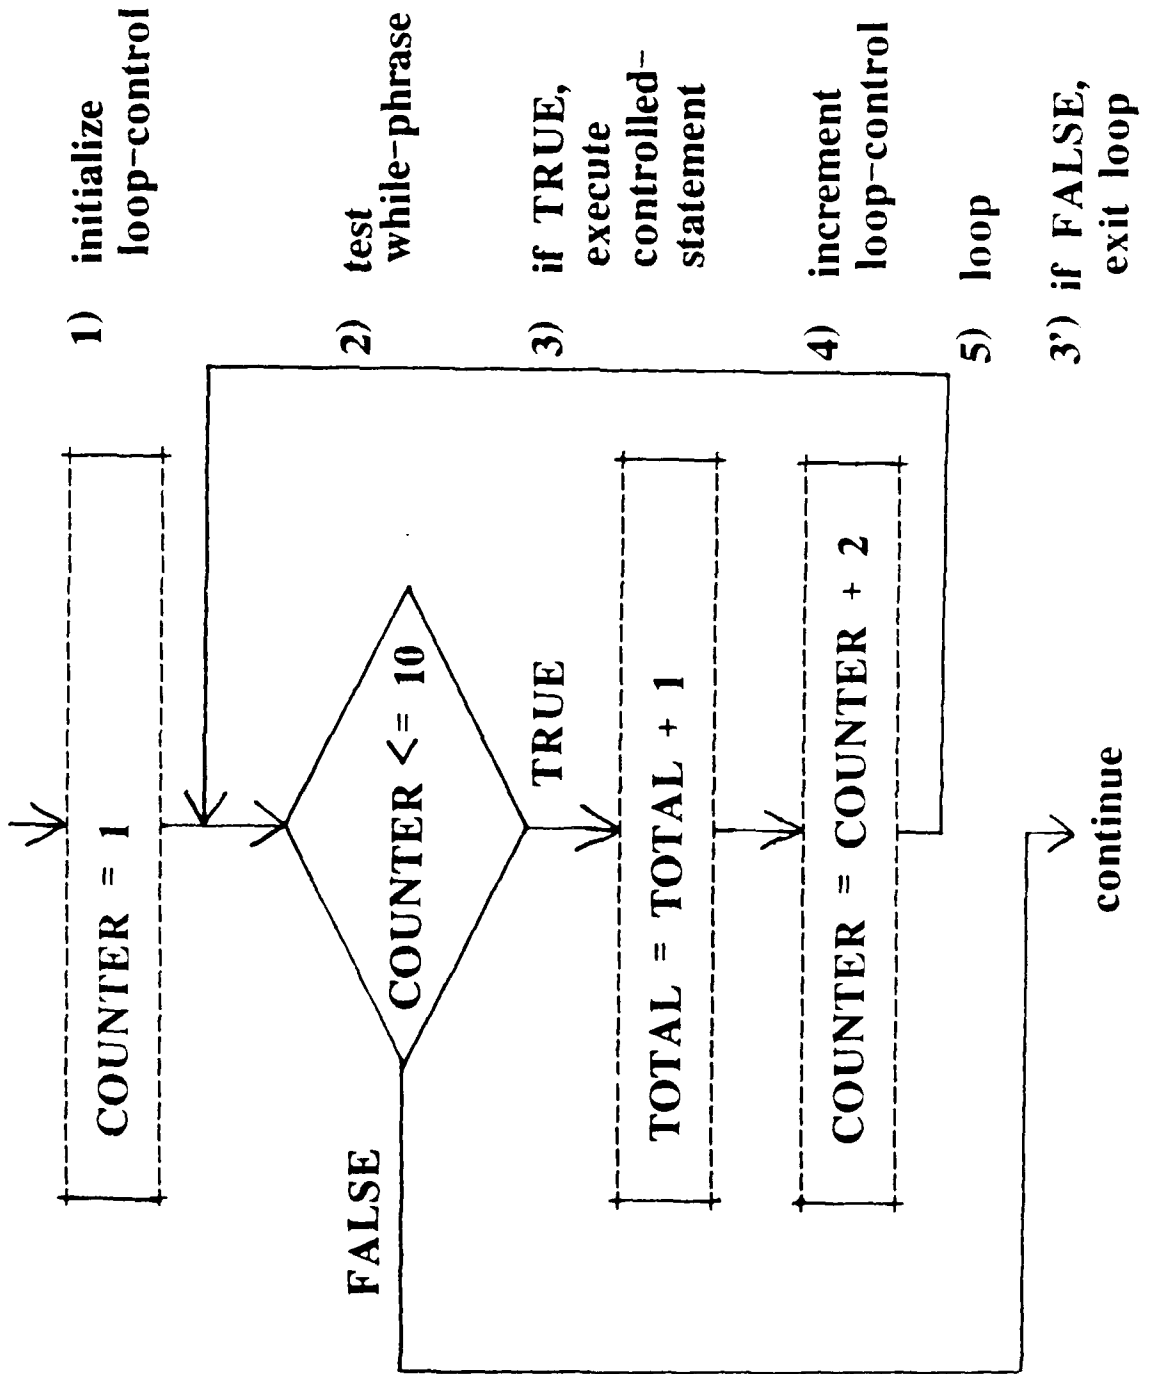 COUNTER = 1
1) initialize
loop-control
COUNTER <= 10
2) test
while-phrase
FALSE
TRUE
3) if TRUE,
execute
controlled-
statement
TOTAL = TOTAL + 1
4) increment
loop-control
COUNTER = COUNTER + 2
5) loop
3') if FALSE,
exit loop
continue